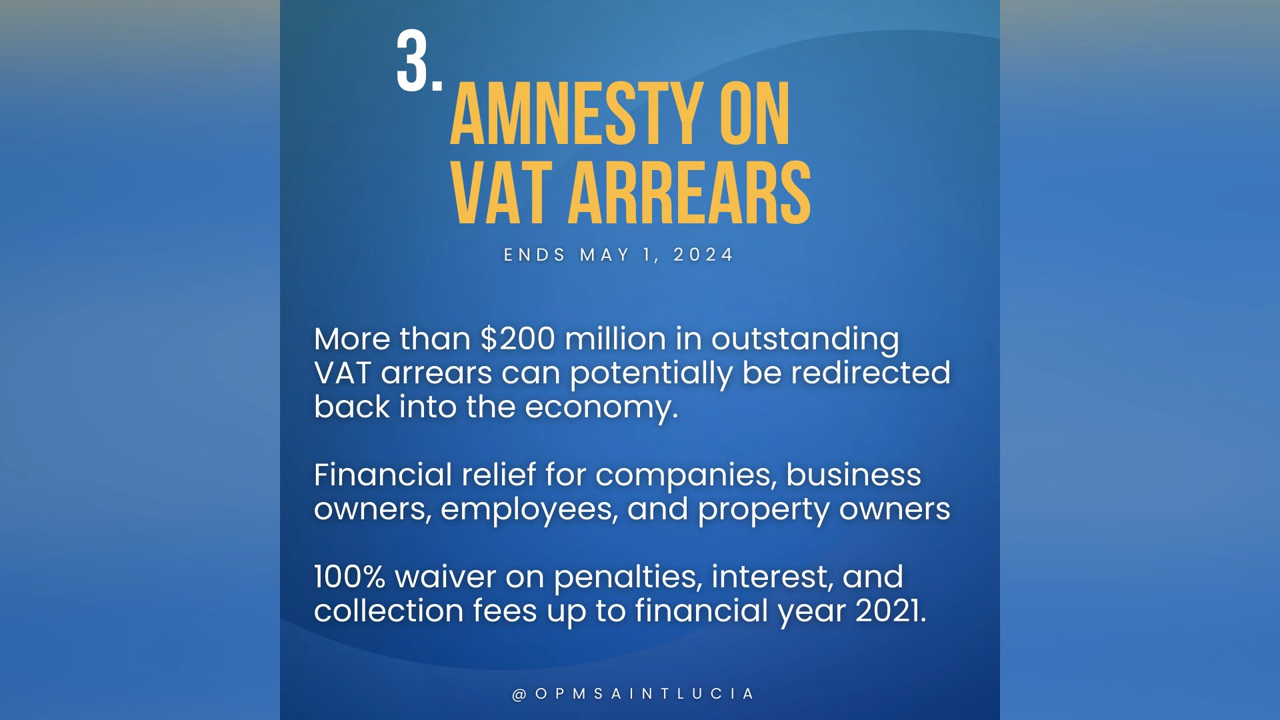 3.
AMNESTY ON
VAT ARREARS
ENDS MAY 1, 2024
More than $200 million in outstanding
VAT arrears can potentially be redirected
back into the economy.
Financial relief for companies, business
owners, employees, and property owners
100% waiver on penalties, interest, and
collection fees up to financial year 2021.
@OPMSAINTLUCIA